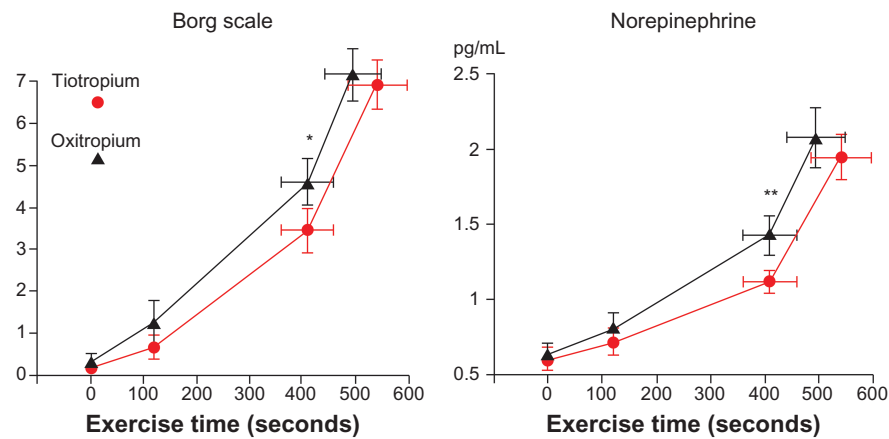 Borg scale
7
6
5
4
3
2
1
0
Tiotropium
Oxitropium
*
0 100 200 300 400 500 600
Exercise time (seconds)
Norepinephrine
pg/mL
2.5
2
1.5
1
0.5
**
0 100 200 300 400 500 600
Exercise time (seconds)